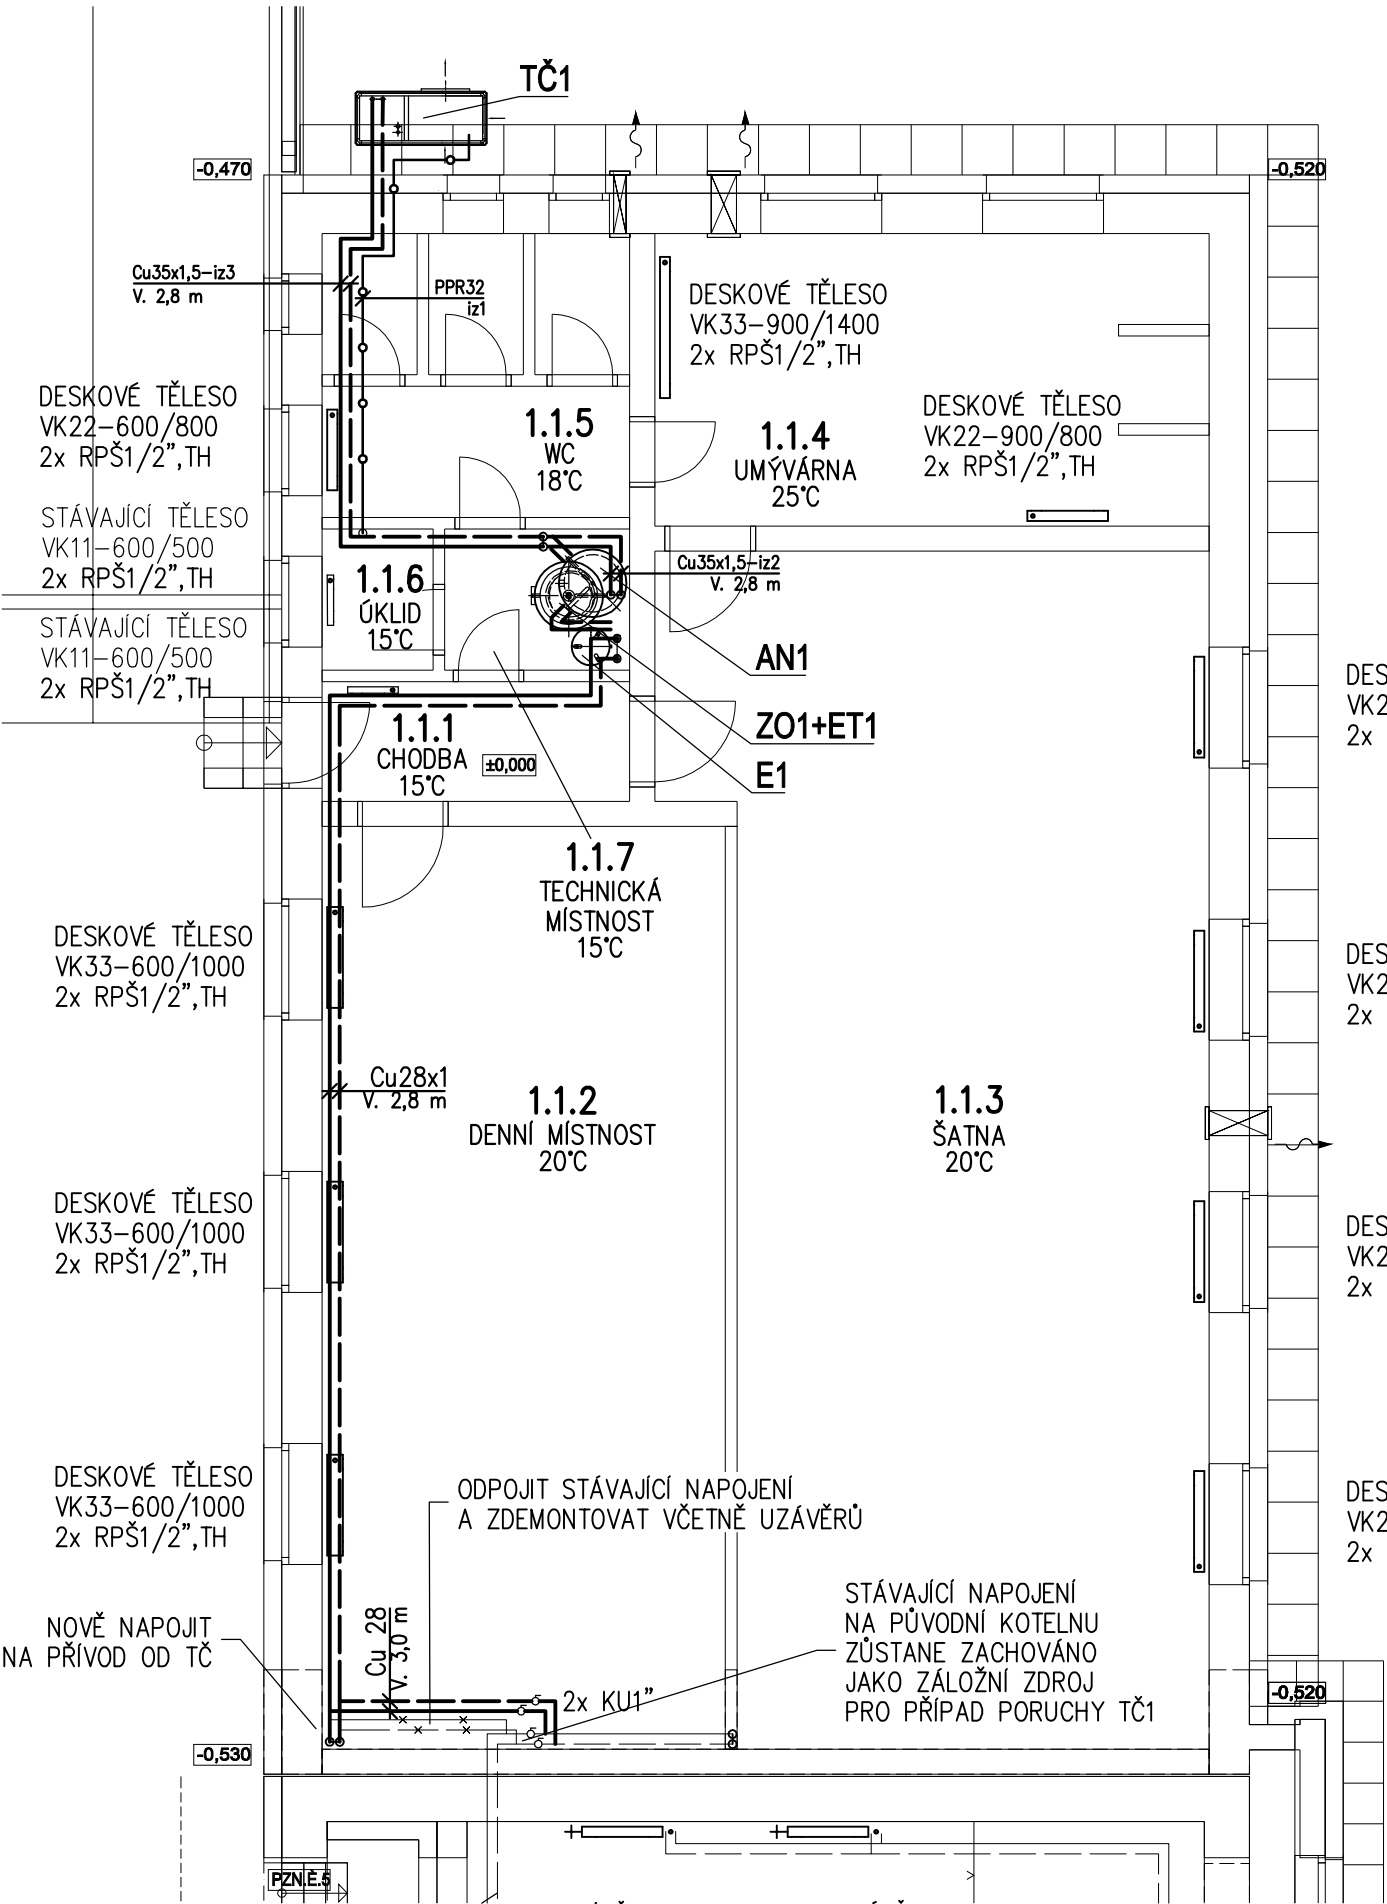 TČ1
-0,470
-0,520
Cu35x1,5-iz3
V. 2,8 m
PPR32
iz1
DESKOVÉ TĚLESO
VK33-900/1400
2x RPŠ1/2",TH
DESKOVÉ TĚLESO
VK22-600/800
2x RPŠ1/2",TH
1.1.5
WC
18°C
1.1.4
UMÝVÁRNA
25°C
DESKOVÉ TĚLESO
VK22-900/800
2x RPŠ1/2",TH
STÁVAJÍCÍ TĚLESO
VK11-600/500
2x RPŠ1/2",TH
1.1.6
ÚKLID
15°C
Cu35x1,5-iz2
V. 2,8 m
STÁVAJÍCÍ TĚLESO
VK11-600/500
2x RPŠ1/2",TH
AN1
ZO1+ET1
E1
1.1.1
CHODBA
15°C
±0,000
DES
VK2
2x
1.1.7
TECHNICKÁ
MÍSTNOST
15°C
DESKOVÉ TĚLESO
VK33-600/1000
2x RPŠ1/2",TH
DES
VK2
2x
Cu28x1
V. 2,8 m
1.1.2
DENNÍ MÍSTNOST
20°C
1.1.3
ŠATNA
20°C
DESKOVÉ TĚLESO
VK33-600/1000
2x RPŠ1/2",TH
DES
VK2
2x
DESKOVÉ TĚLESO
VK33-600/1000
2x RPŠ1/2",TH
ODPOJIT STÁVAJÍCÍ NAPOJENÍ
A ZDEMONTOVAT VČETNĚ UZÁVĚRŮ
DES
VK2
2x
NOVĚ NAPOJIT
NA PŘÍVOD OD TČ
Cu 28
V. 3,0 m
2x KU1"
STÁVAJÍCÍ NAPOJENÍ
NA PŮVODNÍ KOTELNU
ZŮSTANE ZACHOVÁNO
JAKO ZÁLOŽNÍ ZDROJ
PRO PŘÍPAD PORUCHY TČ1
-0,520
-0,530
PZN.È.5